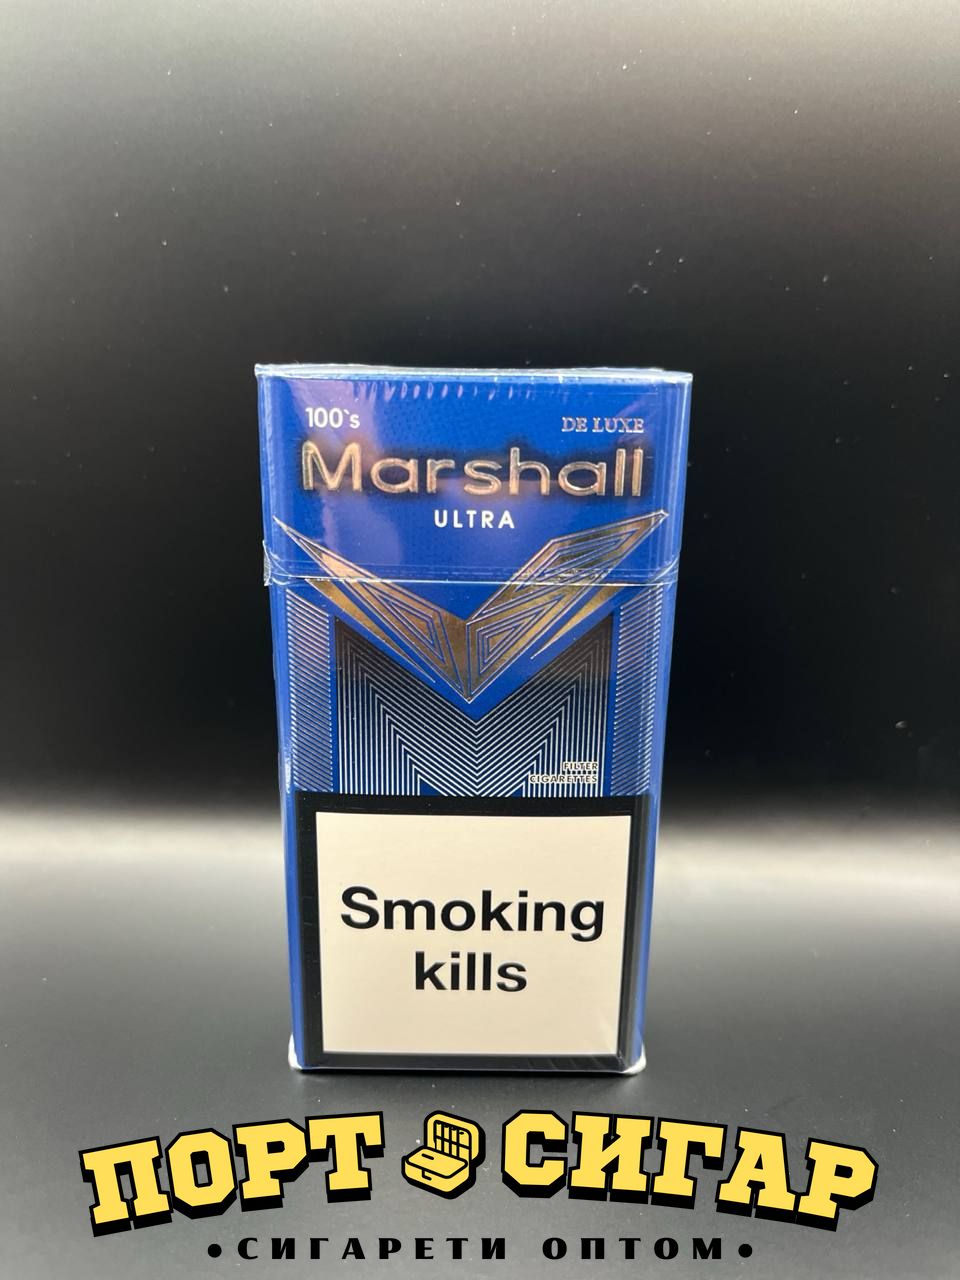 100`s
DE LUXE
Marshall
ULTRA
FILTER
CIGARETTES
Smoking
kills
ПОРТ СИГАР
•СИГАРЕТИ ОПТОМ•